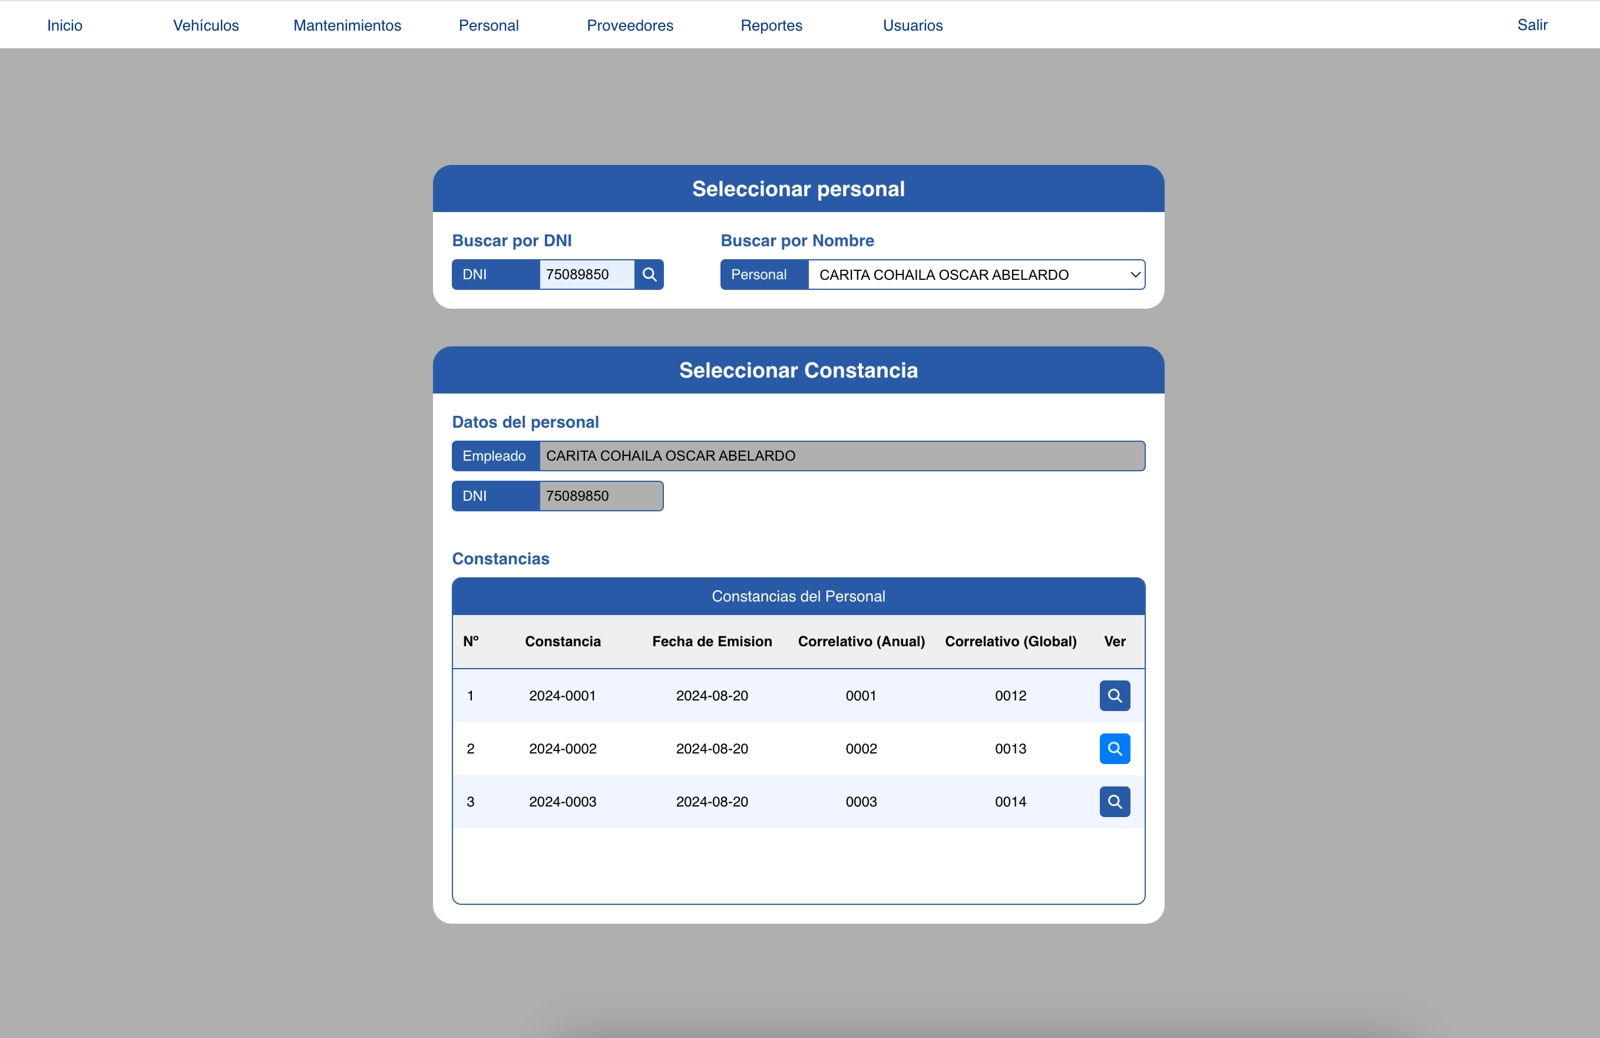 Inicio Vehículos Mantenimientos Personal Proveedores Reportes Usuarios Salir
Seleccionar personal
Buscar por DNI Buscar por Nombre
DNI 75089850 Personal CARITA COHAILA OSCAR ABELARDO
Seleccionar Constancia
Datos del personal
Empleado CARITA COHAILA OSCAR ABELARDO
DNI 75089850
Constancias
Constancias del Personal
Nº Constancia Fecha de Emision Correlativo (Anual) Correlativo (Global) Ver
1 2024-0001 2024-08-20 0001 0012
2 2024-0002 2024-08-20 0002 0013
3 2024-0003 2024-08-20 0003 0014